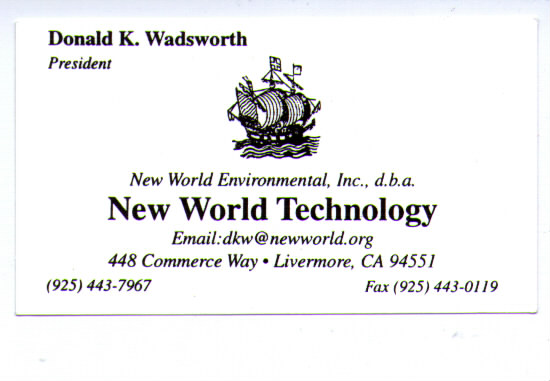 Donald K. Wadsworth
President
New World Environmental, Inc., d.b.a.
New World Technology
Email:dkw@newworld.org
448 Commerce Way • Livermore, CA 94551
(925) 443-7967 Fax (925) 443-0119